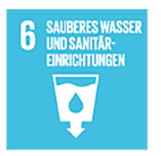 6 SAUBERES WASSER
UND SANITÄR-
EINRICHTUNGEN